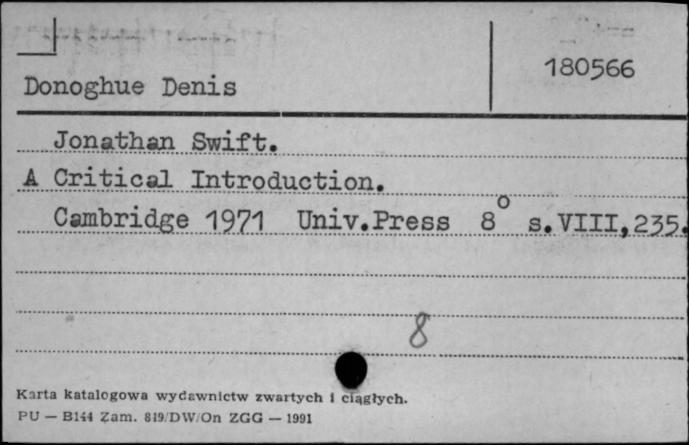 180566
Donoghue Denis
Jonathan Swift.
A Critical Introduction.
Cambridge 1971 Univ.Press 8° s.VIII,235.
8
Karta katalogowa wydawnictw zwartych i ciągłych.
PU — B144 Zam. 819/DW/On ZGG — 1991